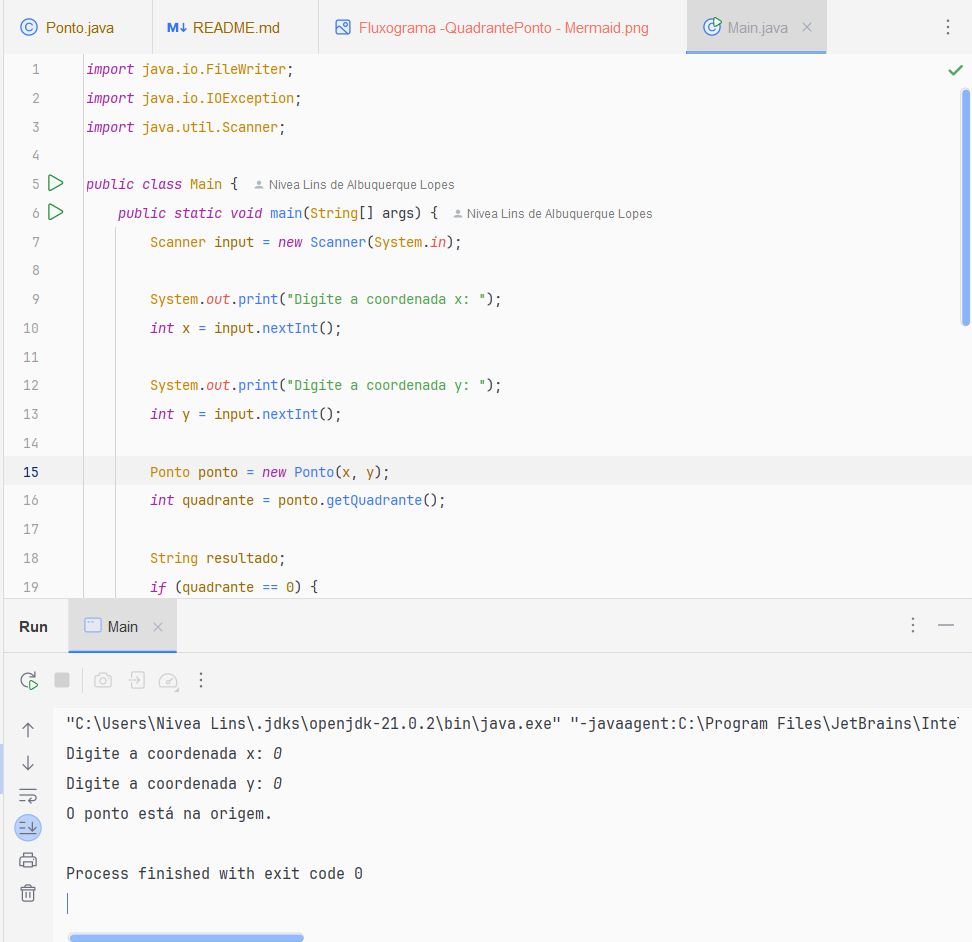 Ponto.java README.md Fluxograma -QuadrantePonto - Mermaid.png Main.java
1 import java.io.FileWriter;
2 import java.io.IOException;
3 import java.util.Scanner;
4
5 public class Main { Nivea Lins de Albuquerque Lopes
6 public static void main(String[] args) { Nivea Lins de Albuquerque Lopes
7 Scanner input = new Scanner(System.in);
8
9 System.out.print("Digite a coordenada x: ");
10 int x = input.nextInt();
11
12 System.out.print("Digite a coordenada y: ");
13 int y = input.nextInt();
14
15 Ponto ponto = new Ponto(x, y);
16 int quadrante = ponto.getQuadrante();
17
18 String resultado;
19 if (quadrante == 0) {
Run Main
"C:\Users\Nivea Lins\.jdks\openjdk-21.0.2\bin\java.exe" "-javaagent:C:\Program Files\JetBrains\Inte
Digite a coordenada x: 0
Digite a coordenada y: 0
O ponto está na origem.
Process finished with exit code 0